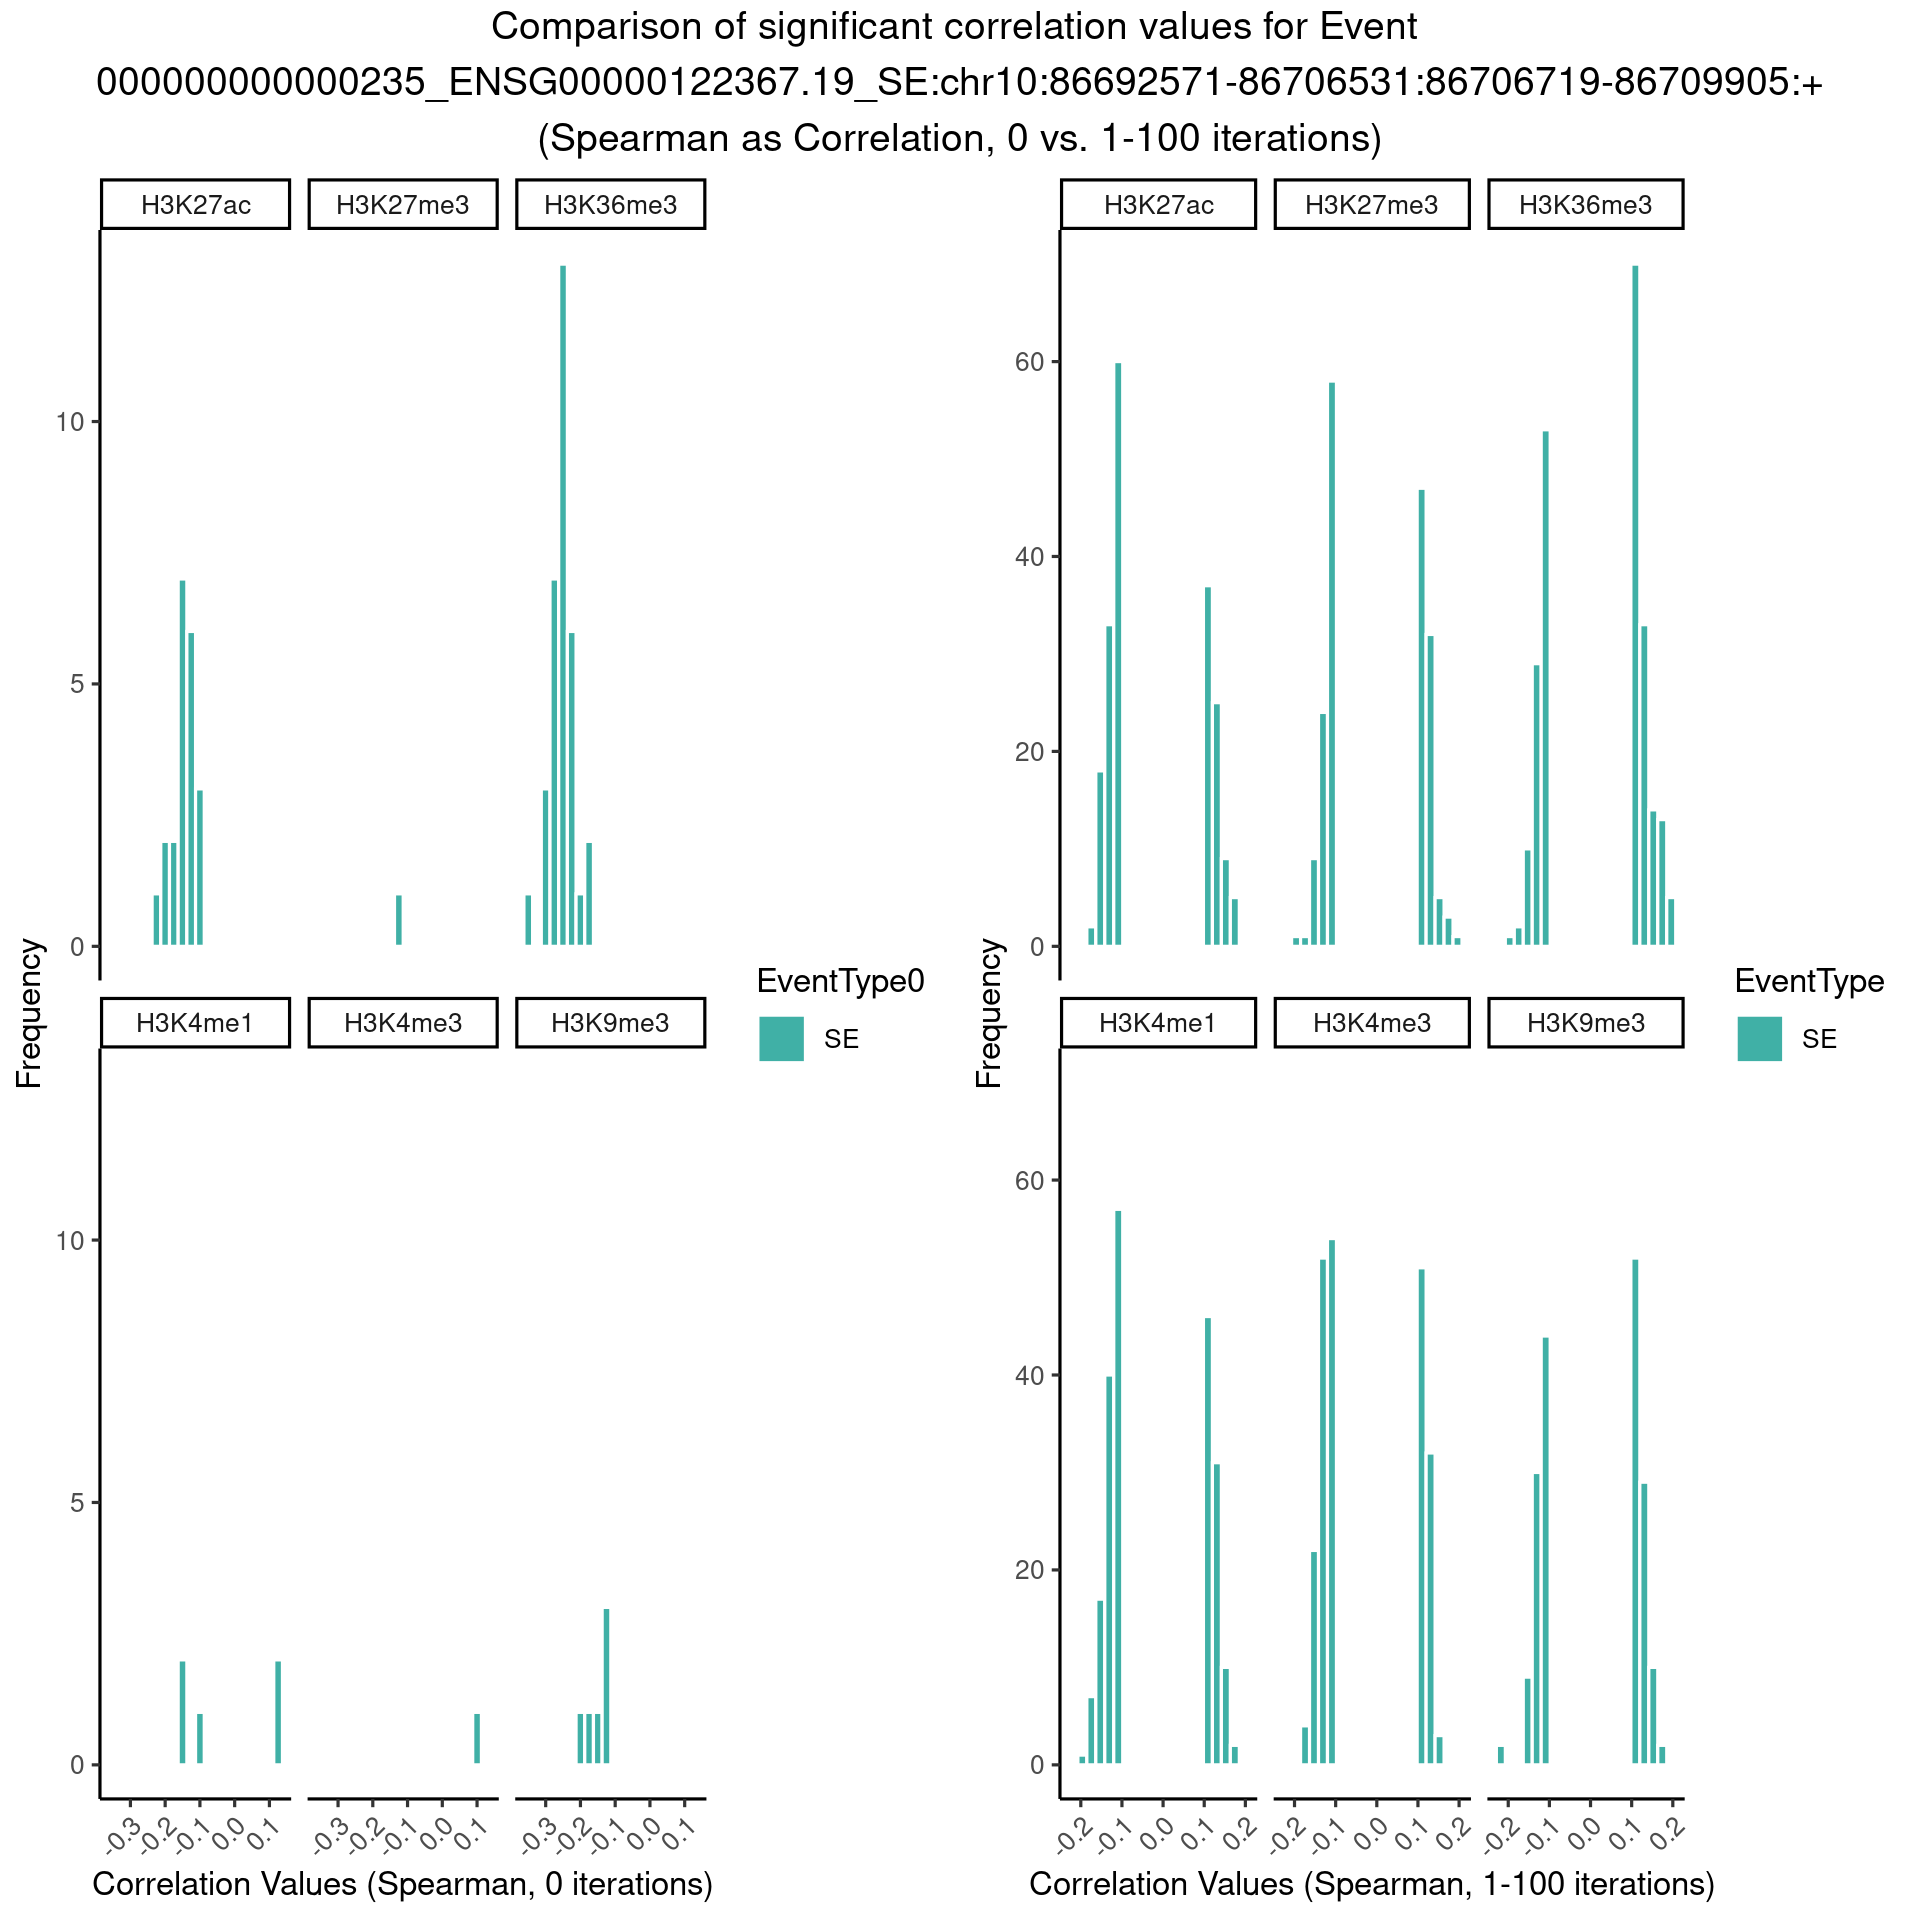 Comparison of significant correlation values for Event
000000000000235_ENSG00000122367.19_SE:chr10:86692571-86706531:86706719-86709905:+
(Spearman as Correlation, 0 vs. 1-100 iterations)
H3K27ac H3K27me3 H3K36me3
10
5
0
H3K4me1 H3K4me3 H3K9me3
10
5
0
Frequency
-0.3 -0.2 -0.1 0.0 0.1 -0.3 -0.2 -0.1 0.0 0.1 -0.3 -0.2 -0.1 0.0 0.1
Correlation Values (Spearman, 0 iterations)
EventType0
SE
H3K27ac H3K27me3 H3K36me3
60
40
20
0
H3K4me1 H3K4me3 H3K9me3
60
40
20
0
Frequency
-0.2 -0.1 0.0 0.1 0.2 -0.2 -0.1 0.0 0.1 0.2 -0.2 -0.1 0.0 0.1 0.2
Correlation Values (Spearman, 1-100 iterations)
EventType
SE